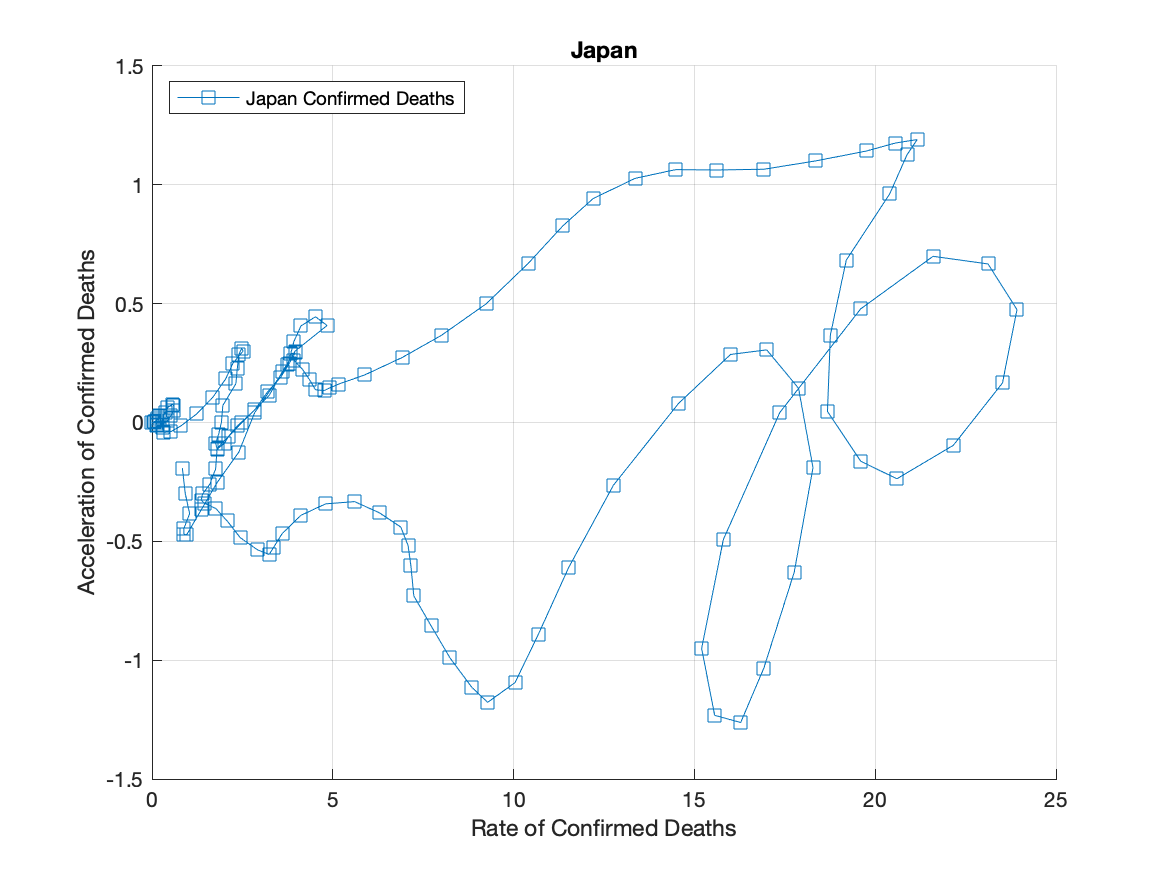 Japan
Japan Confirmed Deaths
1.5
1
0.5
0
-0.5
-1
-1.5
Acceleration of Confirmed Deaths
0 5 10 15 20 25
Rate of Confirmed Deaths